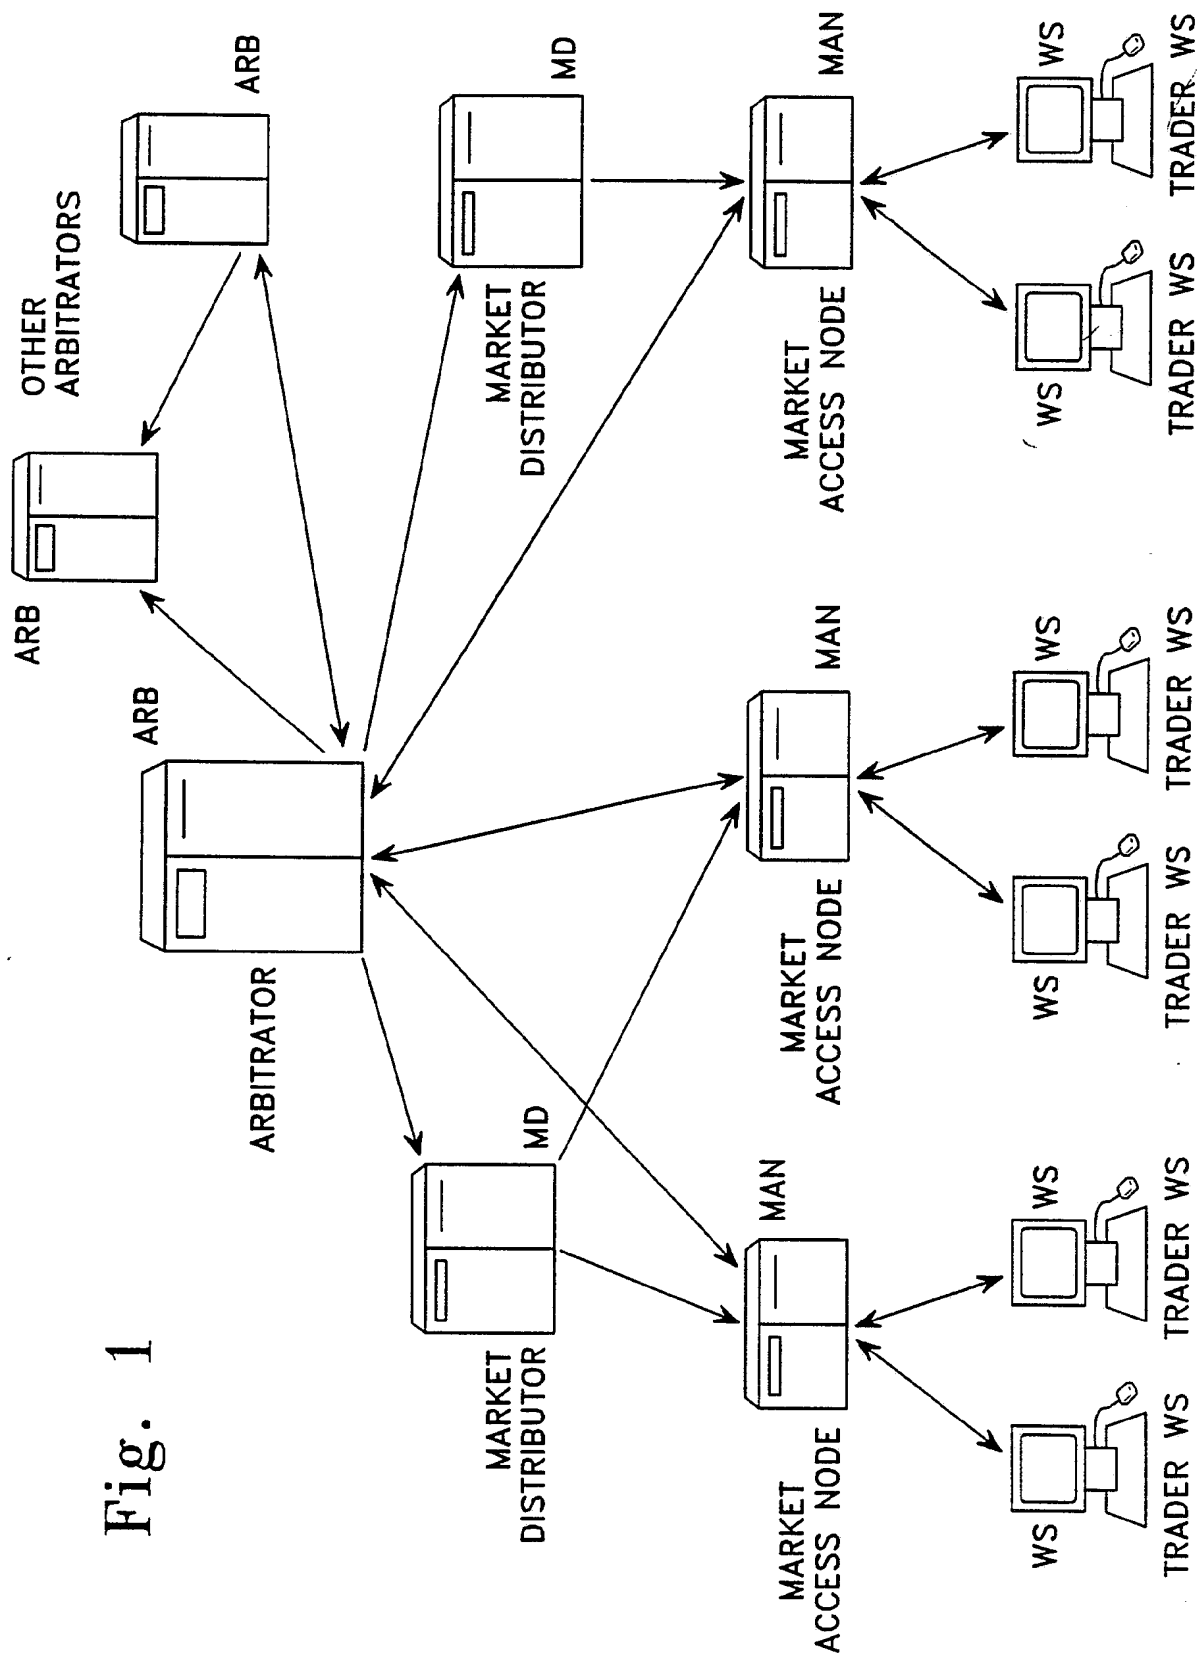 Fig. 1
OTHER
ARBITRATORS
ARB
ARB
ARB
ARBITRATOR
MD
MARKET
DISTRIBUTOR
MD
MARKET
DISTRIBUTOR
MAN
MARKET
ACCESS NODE
MAN
MARKET
ACCESS NODE
MAN
MARKET
ACCESS NODE
WS
WS
WS
WS
WS
WS
TRADER WS
TRADER WS
TRADER WS
TRADER WS
TRADER WS
TRADER WS